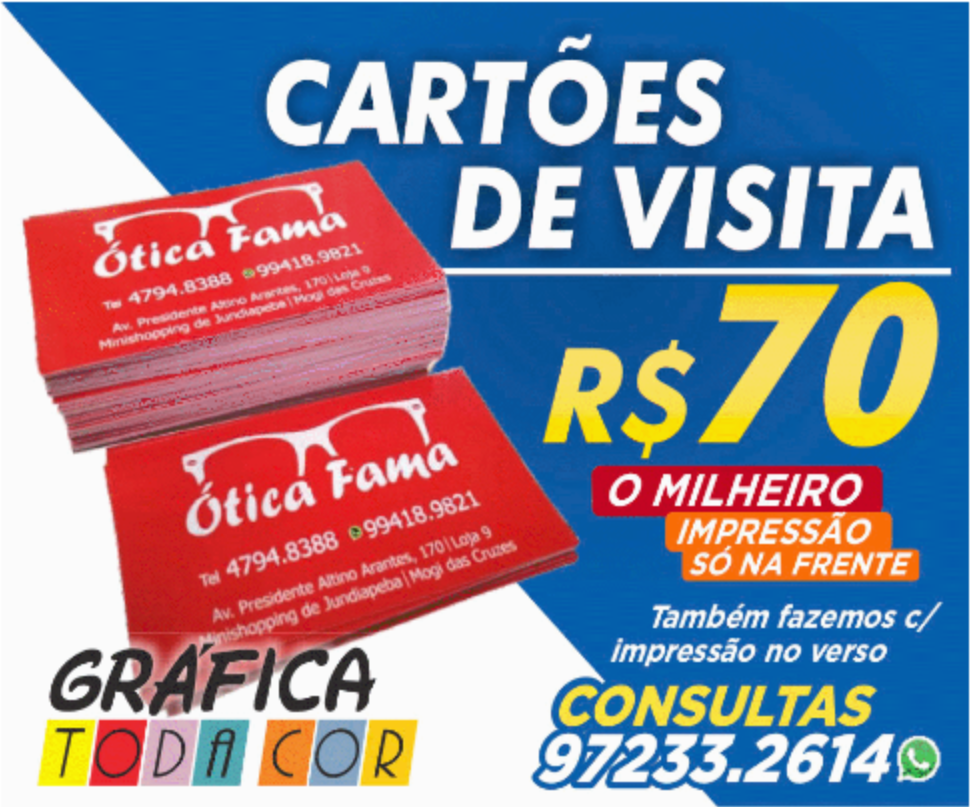 CARTÕES
DE VISITA
R$70
O MILHEIRO
IMPRESSÃO
SÓ NA FRENTE
Também fazemos c/
impressão no verso
CONSULTAS
97233.2614
Ótica Fama
Tel 4794.8388 99418.9821
Av. Presidente Altino Arantes, 170 | Loja 9
Minishopping de Jundiapeba | Mogi das Cruzes
Ótica Fama
Tel 4794.8388 99418.9821
Av. Presidente Altino Arantes, 170 | Loja 9
Minishopping de Jundiapeba | Mogi das Cruzes
GRÁFICA
TODA COR